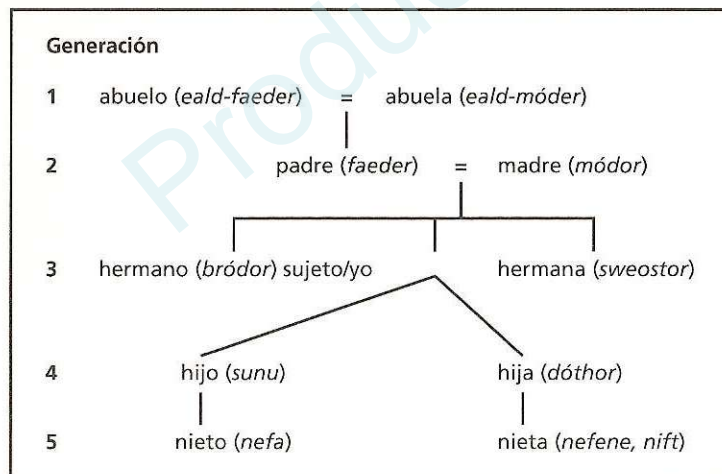 Produc
Generación
1 abuelo (eald-faeder) = abuela (eald-móder)
2 padre (faeder) = madre (módor)
3 hermano (bródor) sujeto/yo hermana (sweostor)
4 hijo (sunu) hija (dóthor)
5 nieto (nefa) nieta (nefene, nift)